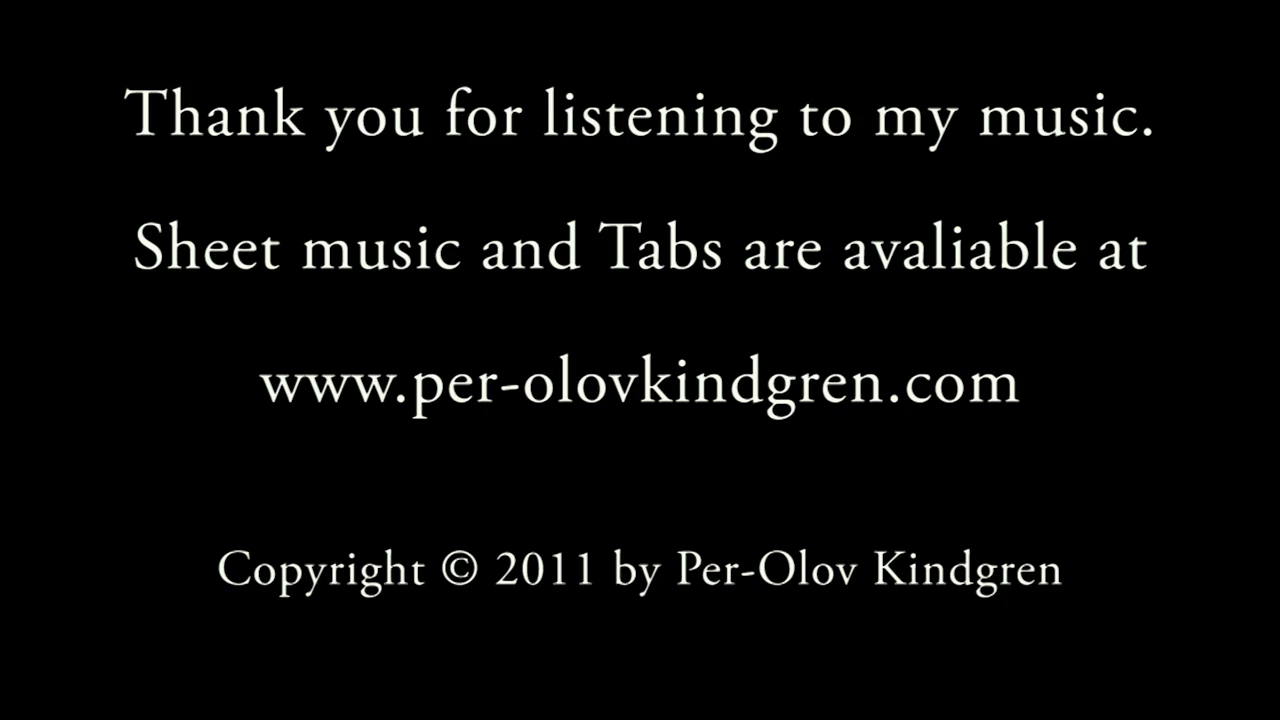 Thank you for listening to my music.
Sheet music and Tabs are avaliable at
www.per-olovkindgren.com
Copyright © 2011 by Per-Olov Kindgren